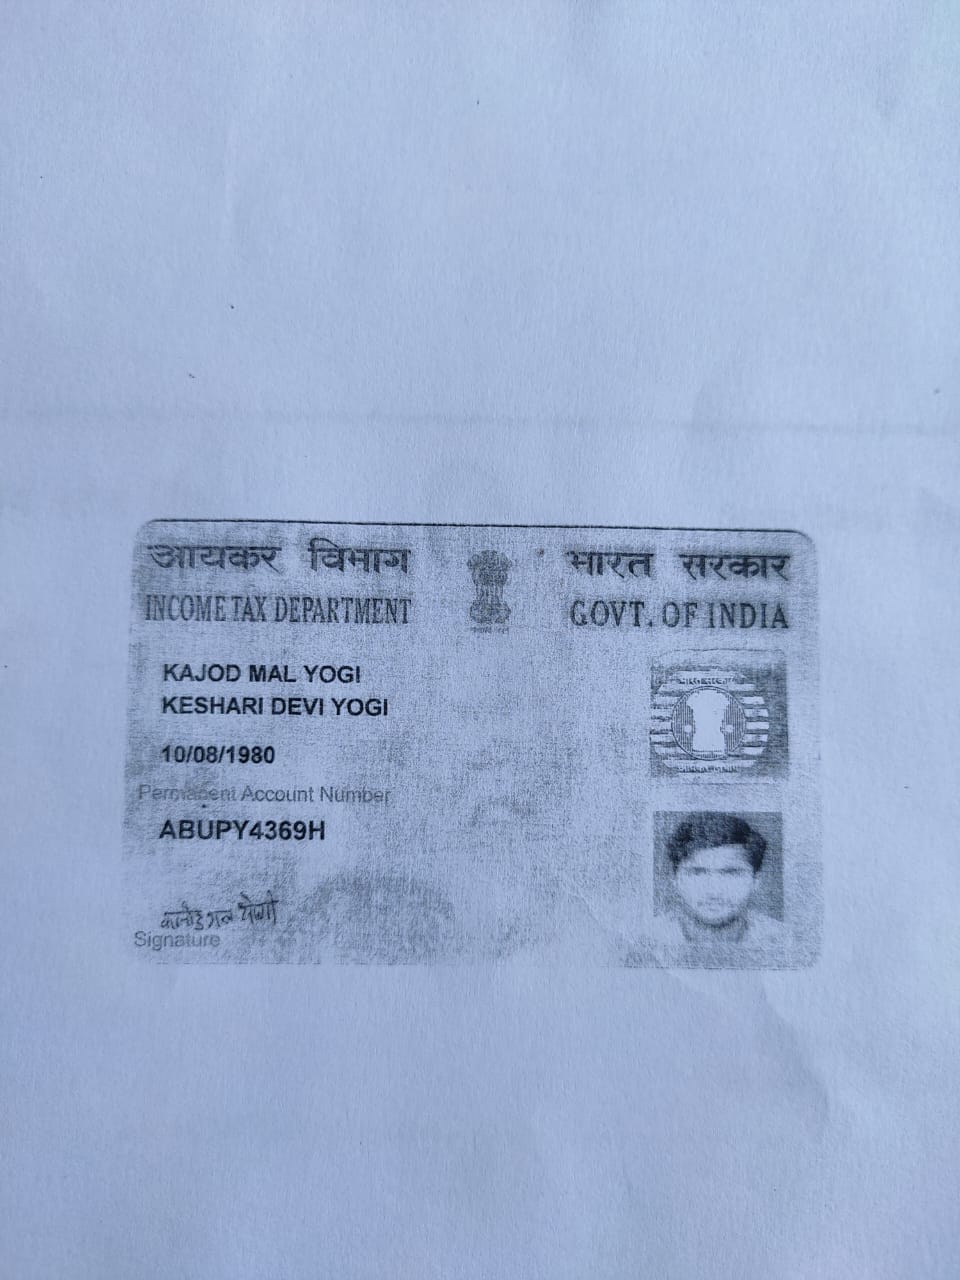 आयकर विभाग
INCOME TAX DEPARTMENT
भारत सरकार
GOVT. OF INDIA
KAJOD MAL YOGI
KESHARI DEVI YOGI
10/08/1980
Permanent Account Number
ABUPY4369H
कानोड मल योगी
Signature